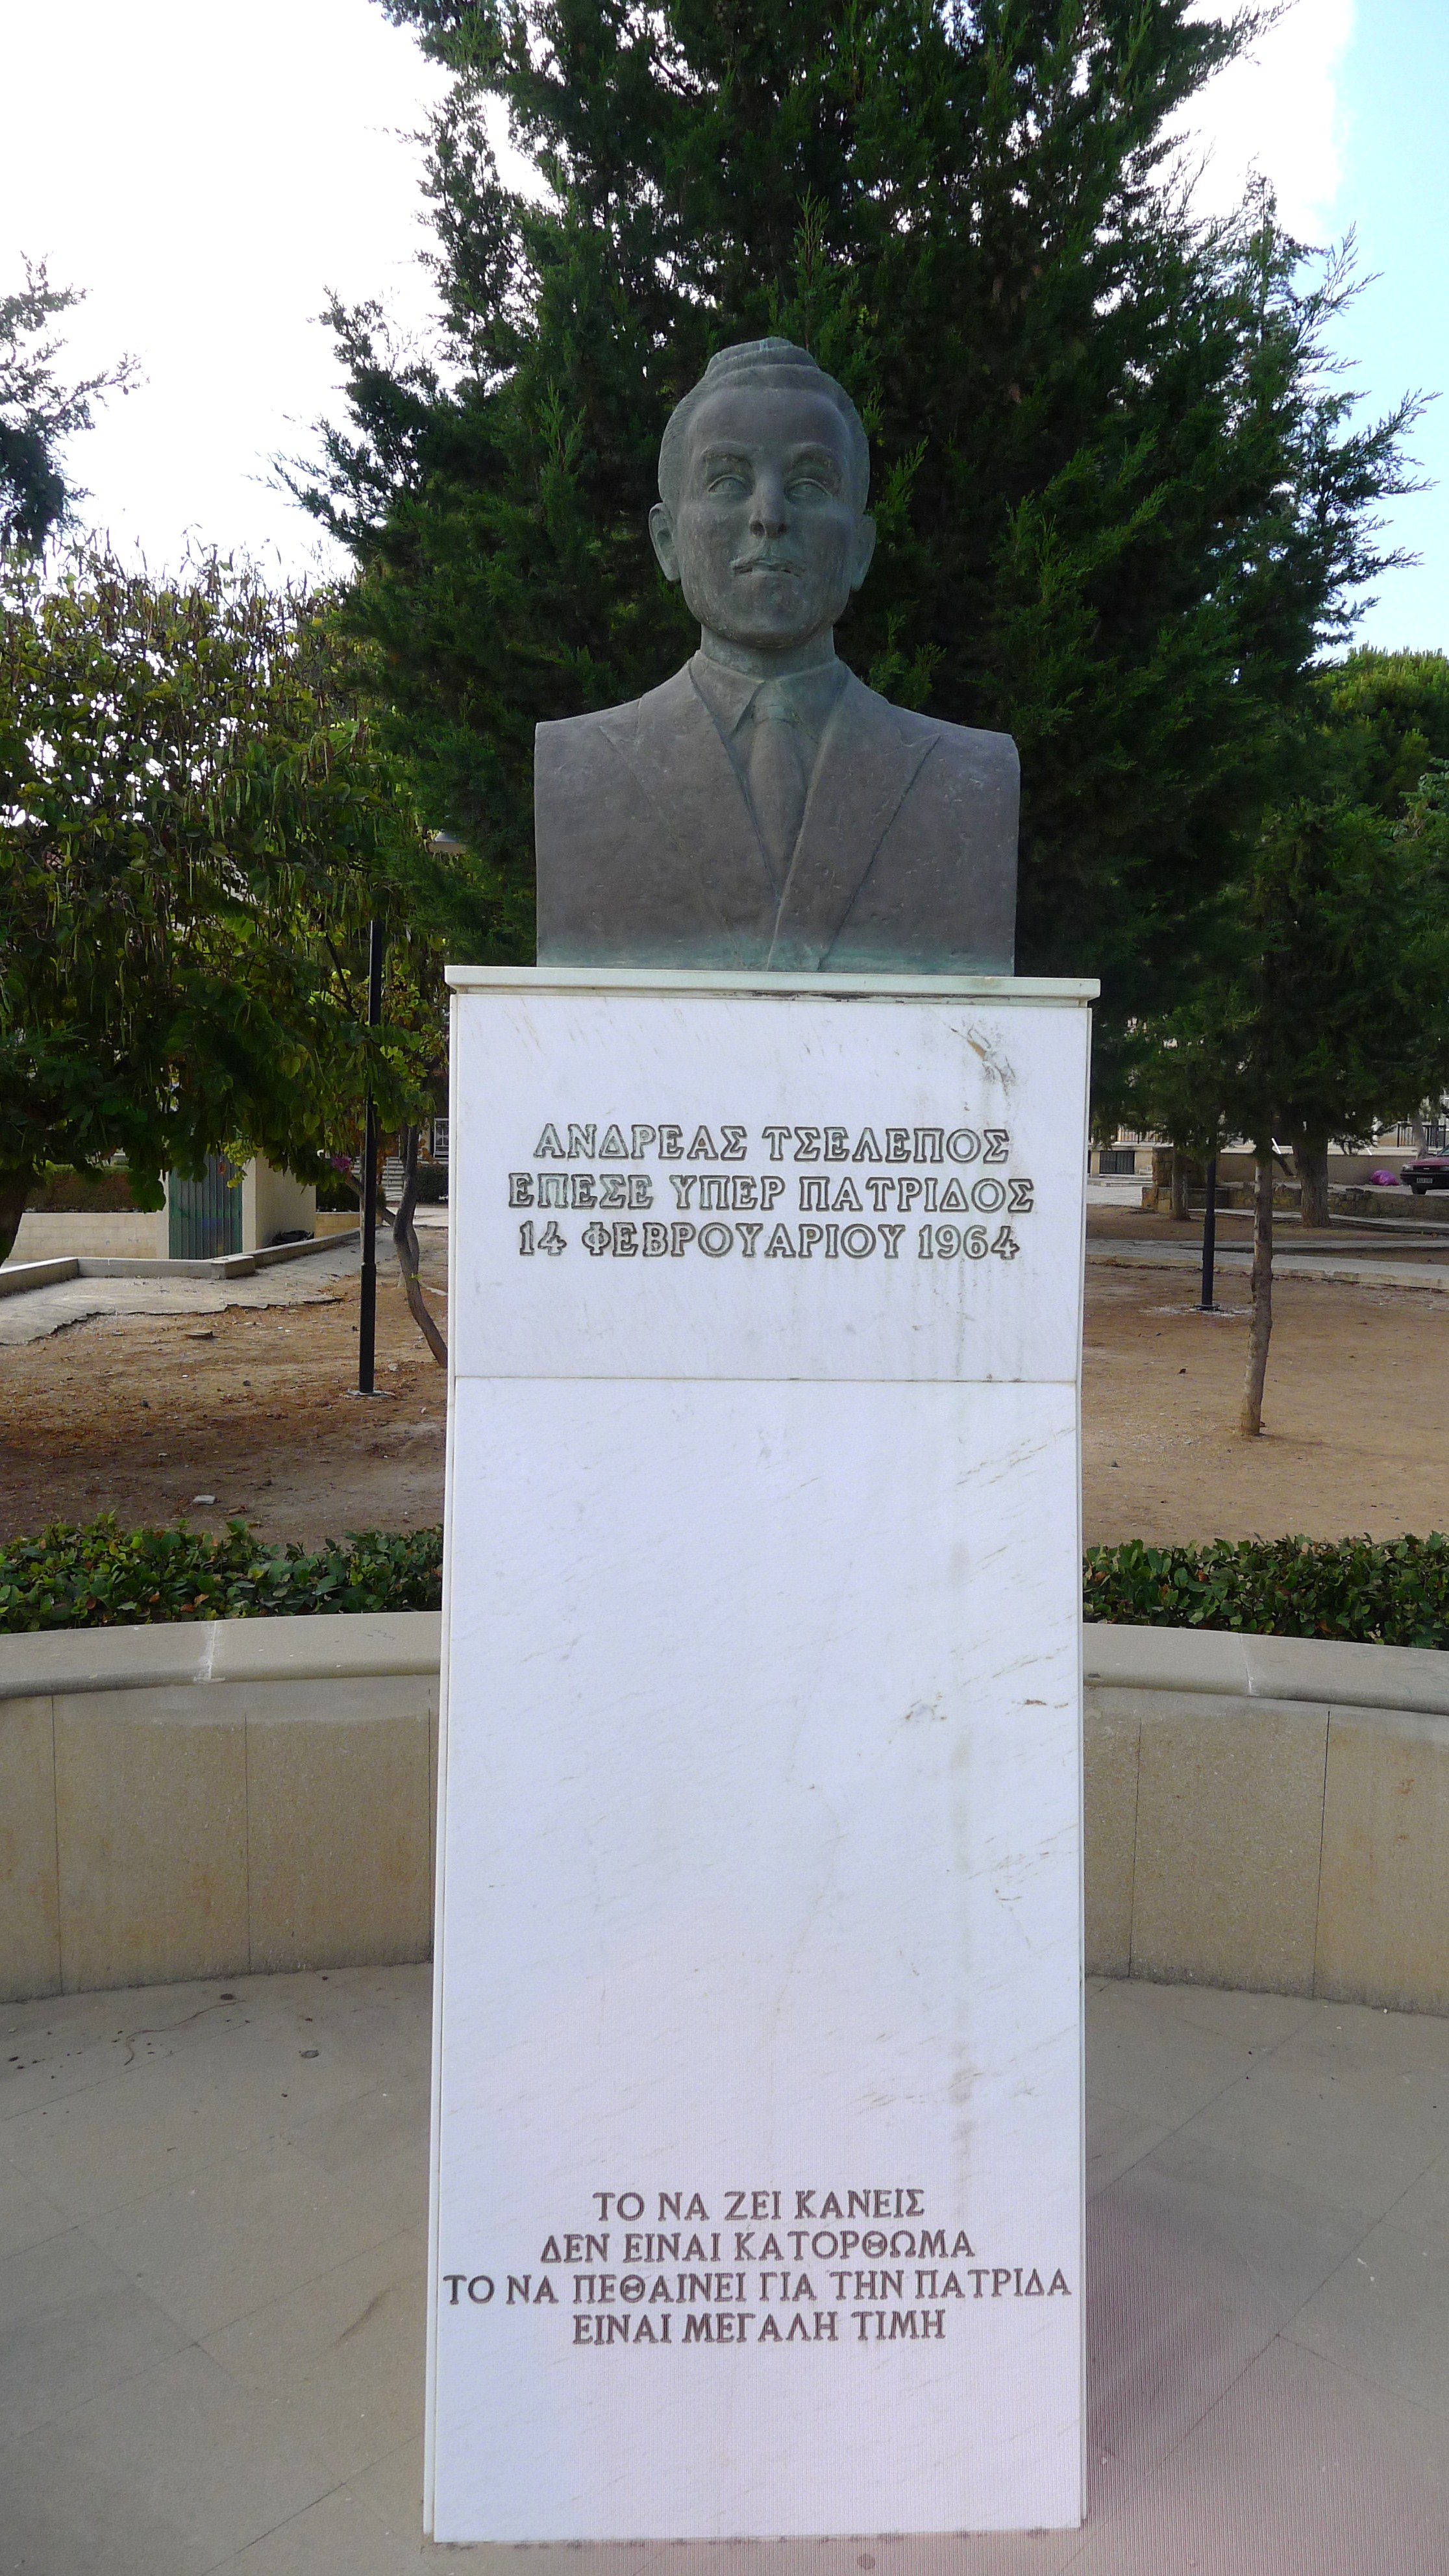 ΑΝΔΡΕΑΣ ΤΣΕΛΕΠΟΣ
ΕΠΕΣΕ ΥΠΕΡ ΠΑΤΡΙΔΟΣ
14 ΦΕΒΡΟΥΑΡΙΟΥ 1964
ΤΟ ΝΑ ΖΕΙ ΚΑΝΕΙΣ
ΔΕΝ ΕΙΝΑΙ ΚΑΤΟΡΘΩΜΑ
ΤΟ ΝΑ ΠΕΘΑΙΝΕΙ ΓΙΑ ΤΗΝ ΠΑΤΡΙΔΑ
ΕΙΝΑΙ ΜΕΓΑΛΗ ΤΙΜΗ